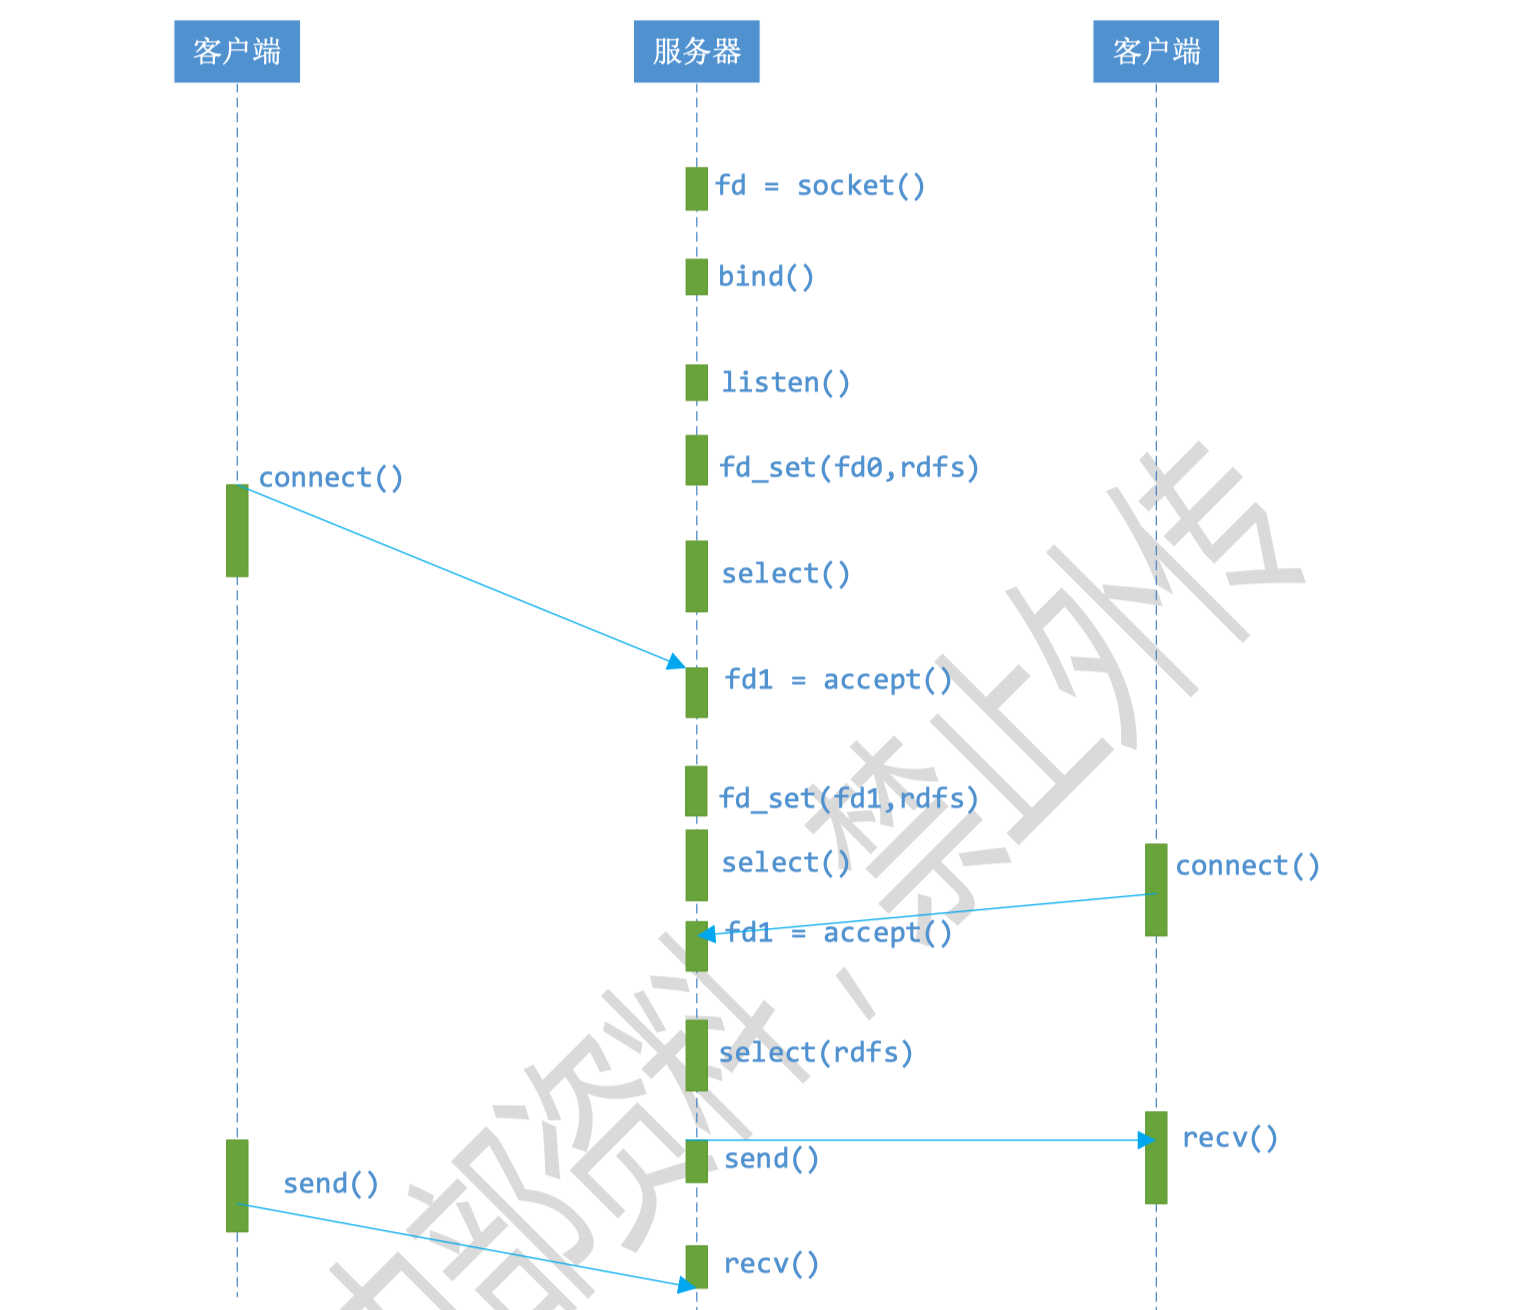 客户端
服务器
客户端
fd = socket()
bind()
listen()
fd_set(fd0,rdfs)
connect()
select()
fd1 = accept()
fd_set(fd1,rdfs)
select()
connect()
fd1 = accept()
select(rdfs)
recv()
send()
send()
recv()
内部资料，禁止外传